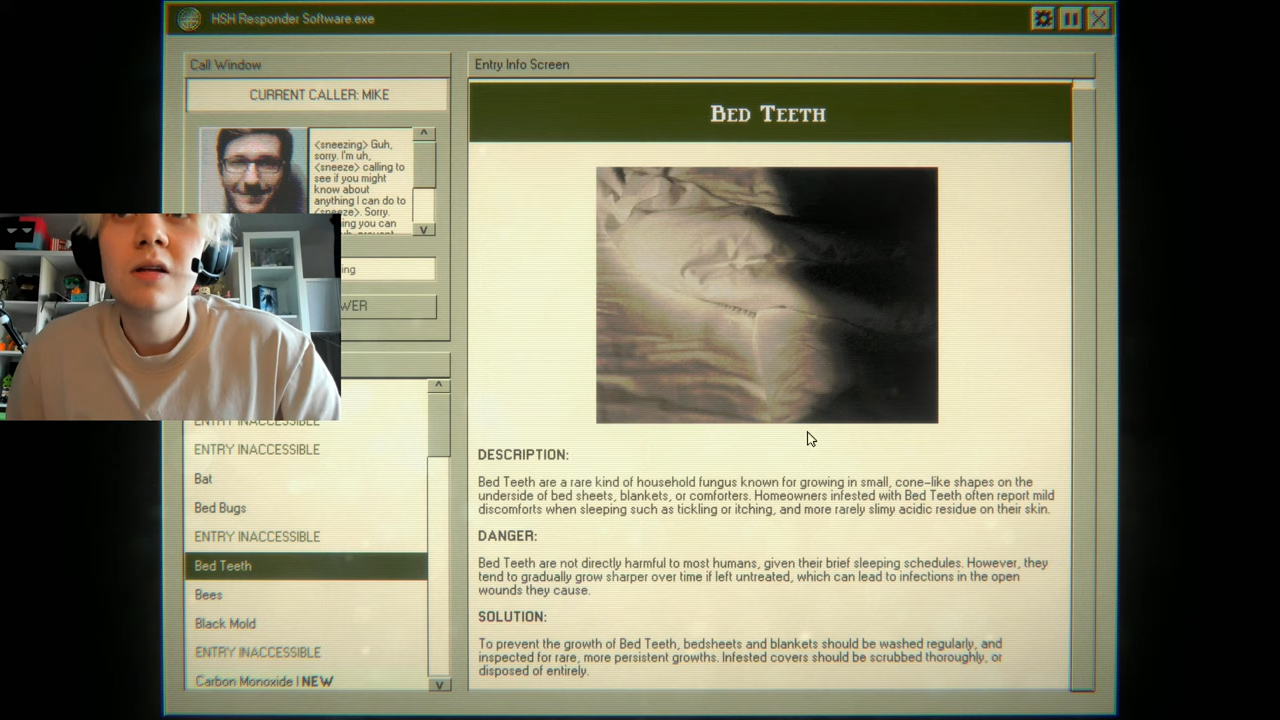 HSH Responder Software.exe
Call Window
CURRENT CALLER: MIKE
<sneezing> Guh,
sorry. I'm uh,
<sneeze> calling to
see if you might
know about
anything I can do to
<sneeze>. Sorry.
you can
ENTRY INACCESSIBLE
ENTRY INACCESSIBLE
Bat
Bed Bugs
ENTRY INACCESSIBLE
Bed Teeth
Bees
Black Mold
ENTRY INACCESSIBLE
Carbon Monoxide | NEW
Entry Info Screen
Bed Teeth
DESCRIPTION:
Bed Teeth are a rare kind of household fungus known for growing in small, cone-like shapes on the
underside of bed sheets, blankets, or comforters. Homeowners infested with Bed Teeth often report mild
discomforts when sleeping such as tickling or itching, and more rarely slimy acidic residue on their skin.
DANGER:
Bed Teeth are not directly harmful to most humans, given their brief sleeping schedules. However, they
tend to gradually grow sharper over time if left untreated, which can lead to infections in the open
wounds they cause.
SOLUTION:
To prevent the growth of Bed Teeth, bedsheets and blankets should be washed regularly, and
inspected for rare, more persistent growths. Infested covers should be scrubbed thoroughly, or
disposed of entirely.